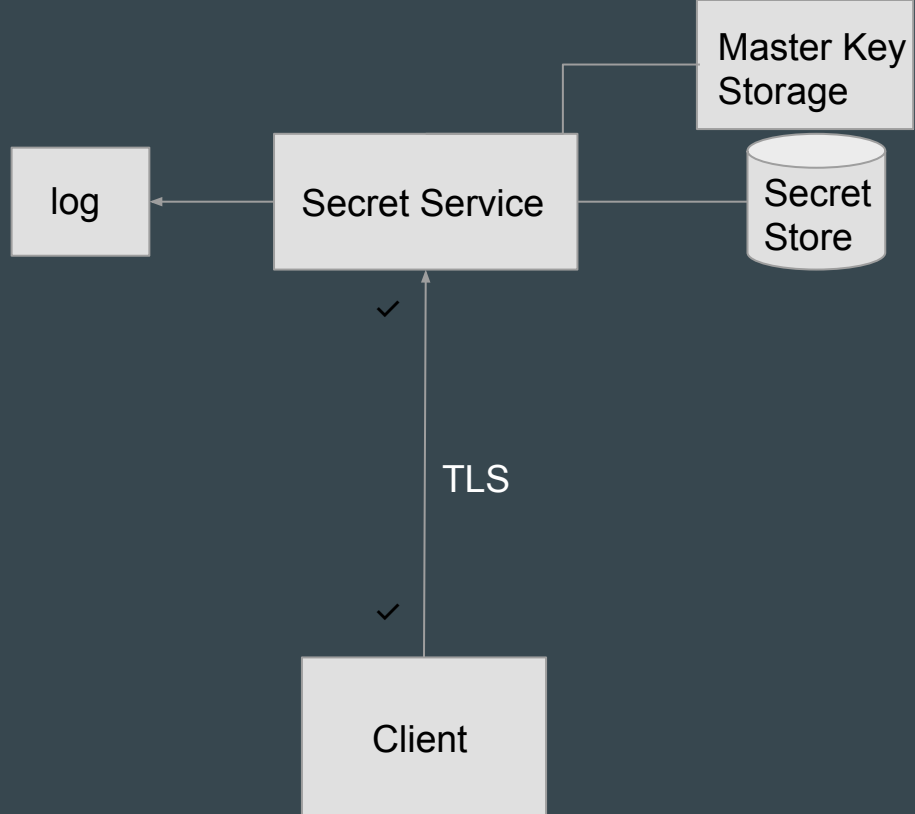 Master Key
Storage
log
Secret Service
Secret
Store
TLS
Client